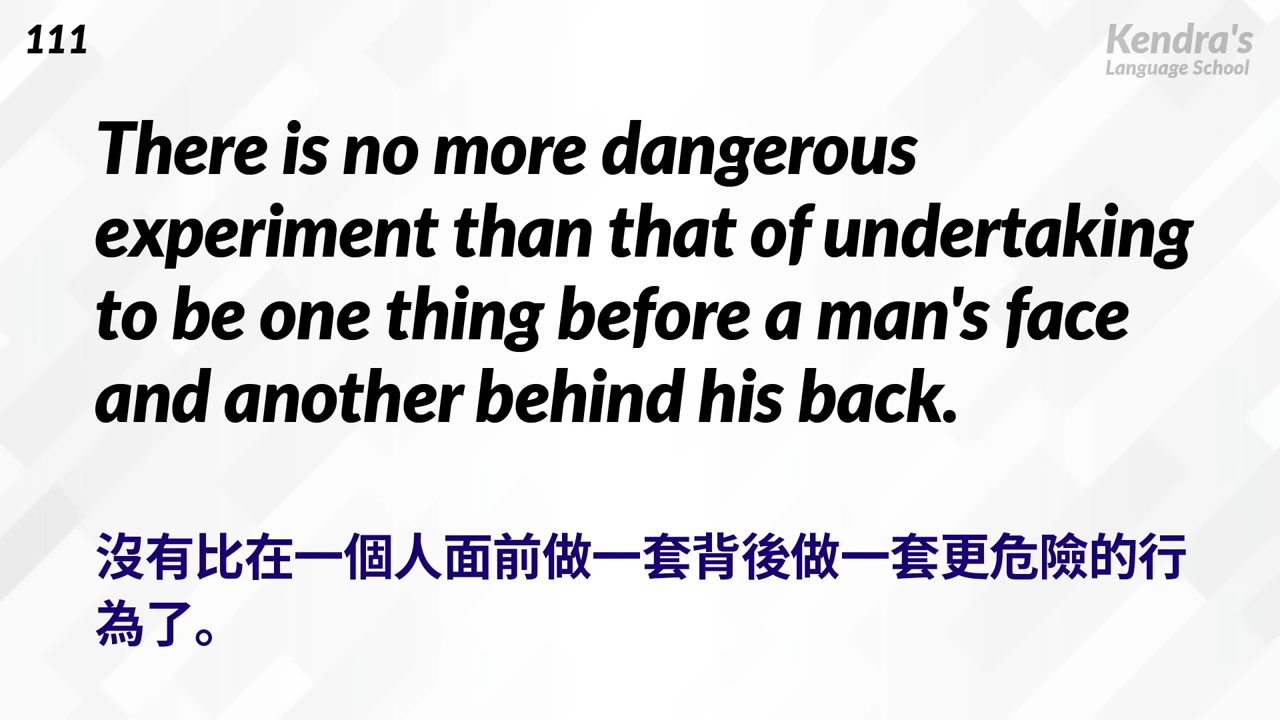 111
Kendra's
Language School
There is no more dangerous
experiment than that of undertaking
to be one thing before a man's face
and another behind his back.
沒有比在一個人面前做一套背後做一套更危險的行
為了。